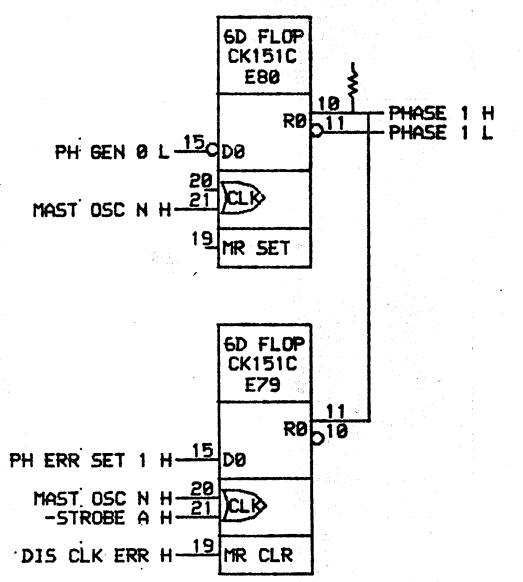 6D FLOP
CK151C
E80
R0
10
PHASE 1 H
11
PHASE 1 L
PH GEN 0 L
15
D0
20
MAST OSC N H
21
CLK
19
MR SET
6D FLOP
CK151C
E79
R0
11
10
PH ERR SET 1 H
15
D0
MAST OSC N H
20
-STROBE A H
21
CLK
DIS CLK ERR H
19
MR CLR